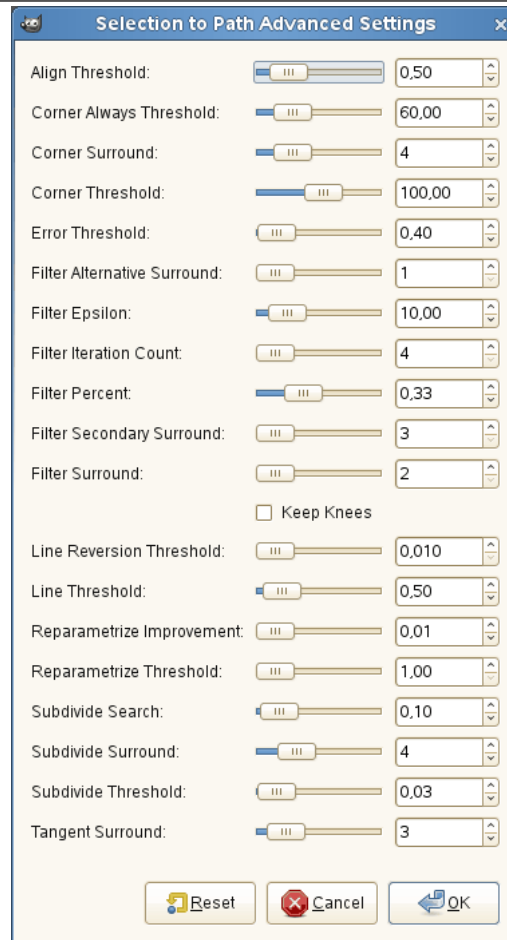 Selection to Path Advanced Settings
Align Threshold: 0,50
Corner Always Threshold: 60,00
Corner Surround: 4
Corner Threshold: 100,00
Error Threshold: 0,40
Filter Alternative Surround: 1
Filter Epsilon: 10,00
Filter Iteration Count: 4
Filter Percent: 0,33
Filter Secondary Surround: 3
Filter Surround: 2
Keep Knees
Line Reversion Threshold: 0,010
Line Threshold: 0,50
Reparametrize Improvement: 0,01
Reparametrize Threshold: 1,00
Subdivide Search: 0,10
Subdivide Surround: 4
Subdivide Threshold: 0,03
Tangent Surround: 3
Reset Cancel OK